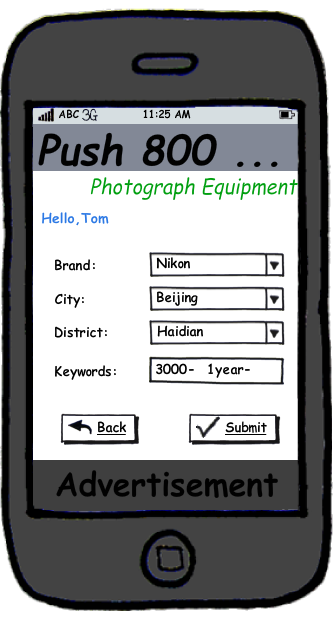 ABC 3G 11:25 AM
Push 800 ...
Photograph Equipment
Hello,Tom
Brand: Nikon
City: Beijing
District: Haidian
Keywords: 3000- 1year-
Back Submit
Advertisement